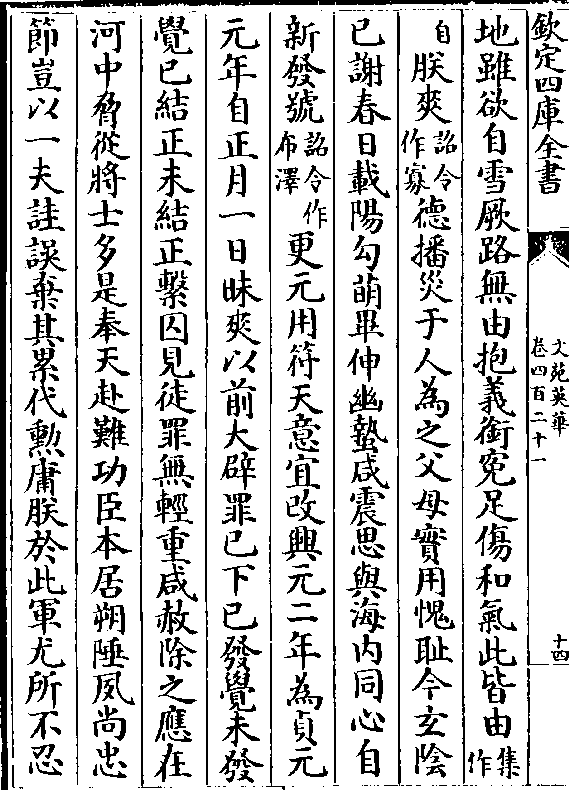 欽定四庫全書
文苑英華
卷四百二十一
十四
地雖欲自雪厥路無由抱義銜寃足傷和氣此皆由集作
自朕爽詔令作寡德播災于人為之父母實用愧耻今玄陰
已謝春日載陽勾萌畢伸幽蟄咸震思與海内同心自
新發號詔令作布澤更元用符天意宜改興元二年為貞元
元年自正月一日昧爽以前大辟罪已下已發覺未發
覺已結正未結正繫囚見徒罪無輕重咸赦除之應在
河中脅從將士多是奉天赴難功臣本居朔陲夙尚忠
節豈以一夫詿誤棄其累代勲庸朕於此軍尤所不忍